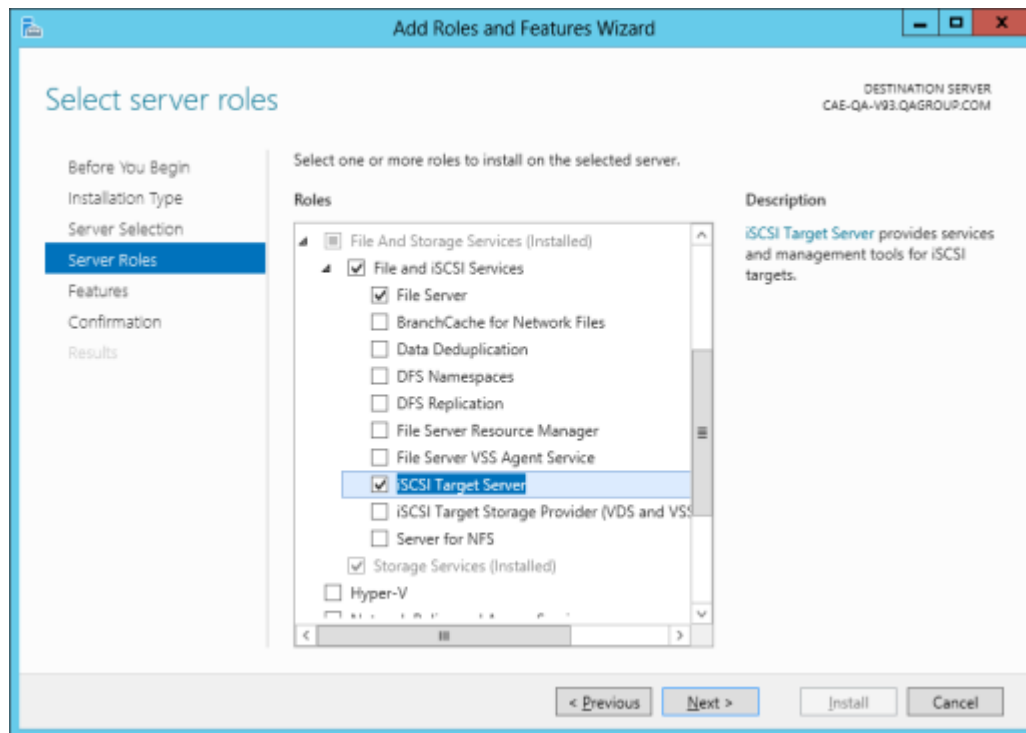 Add Roles and Features Wizard
Select server roles
DESTINATION SERVER
CAE-QA-V93.QAGROUP.COM
Before You Begin
Installation Type
Server Selection
Server Roles
Features
Confirmation
Results
Select one or more roles to install on the selected server.
Roles
File And Storage Services (Installed)
File and iSCSI Services
File Server
BranchCache for Network Files
Data Deduplication
DFS Namespaces
DFS Replication
File Server Resource Manager
File Server VSS Agent Service
iSCSI Target Server
iSCSI Target Storage Provider (VDS and VSS
Server for NFS
Storage Services (Installed)
Hyper-V
Description
iSCSI Target Server provides services
and management tools for iSCSI
targets.
< Previous
Next >
Install
Cancel